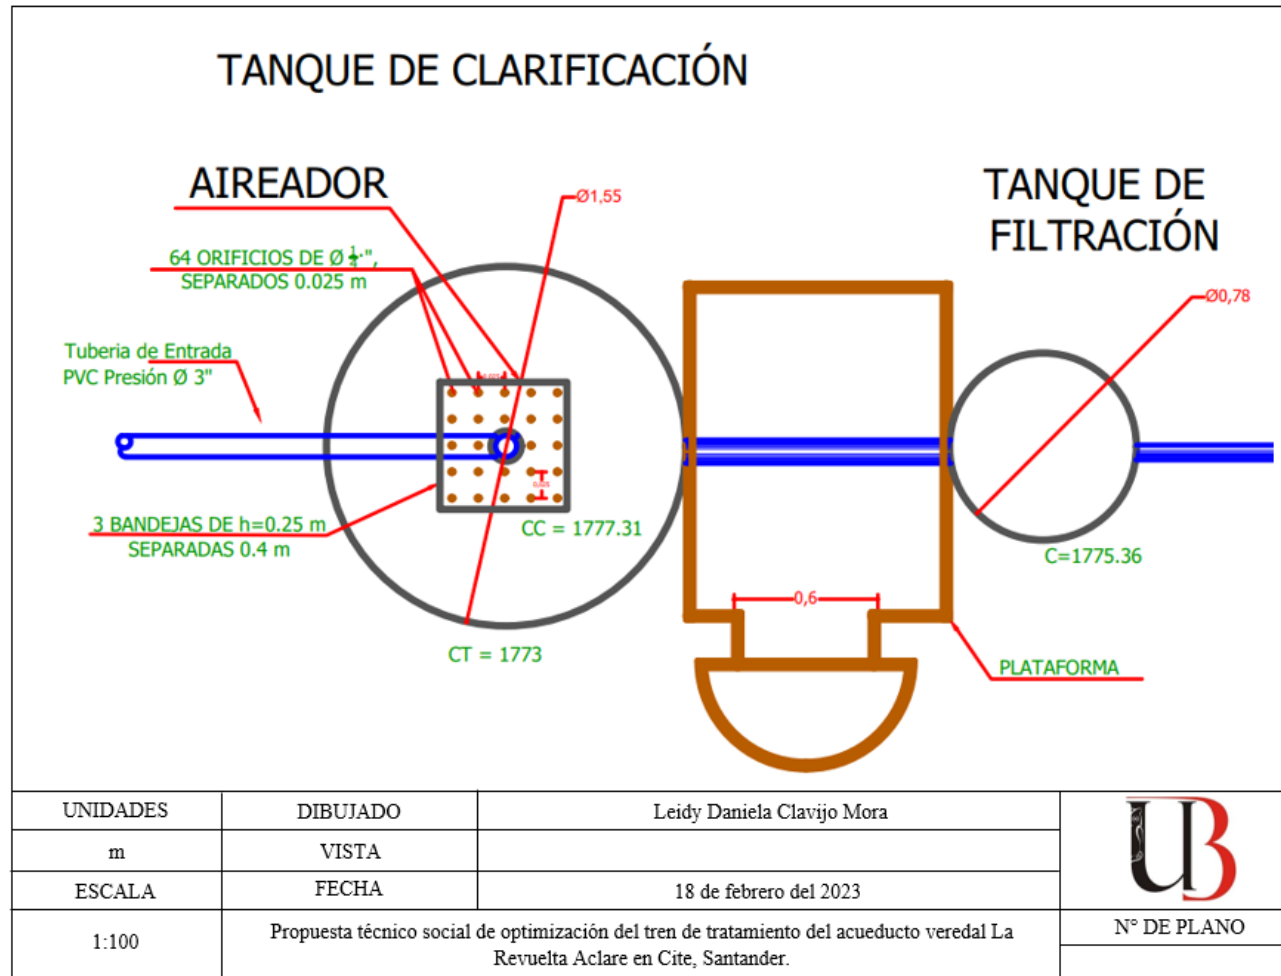 TANQUE DE CLARIFICACIÓN
AIREADOR
Ø1,55
TANQUE DE
FILTRACIÓN
64 ORIFICIOS DE Ø 1/4",
SEPARADOS 0.025 m
Ø0,78
Tuberia de Entrada
PVC Presión Ø 3"
0,025
0,025
3 BANDEJAS DE h=0.25 m
SEPARADAS 0.4 m
CC = 1777.31
C=1775.36
0,6
CT = 1773
PLATAFORMA
UNIDADES
DIBUJADO
Leidy Daniela Clavijo Mora
m
VISTA
ESCALA
FECHA
18 de febrero del 2023
1:100
Propuesta técnico social de optimización del tren de tratamiento del acueducto veredal La
Revuelta Aclare en Cite, Santander.
UB
N° DE PLANO